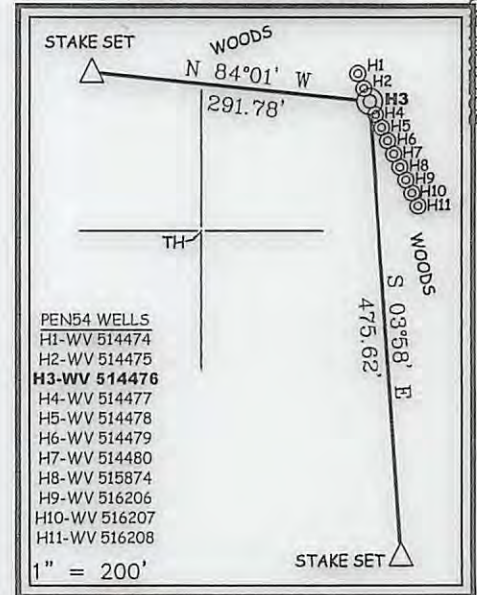 WOODS
STAKE SET
N 84°01' W
291.78'
H1
H2
H3
H4
H5
H6
H7
H8
H9
H10
H11
WOODS
TH
S 03°58' E
475.62'
PEN54 WELLS
H1-WV 514474
H2-WV 514475
H3-WV 514476
H4-WV 514477
H5-WV 514478
H6-WV 514479
H7-WV 514480
H8-WV 515874
H9-WV 516206
H10-WV 516207
H11-WV 516208
STAKE SET
1" = 200'